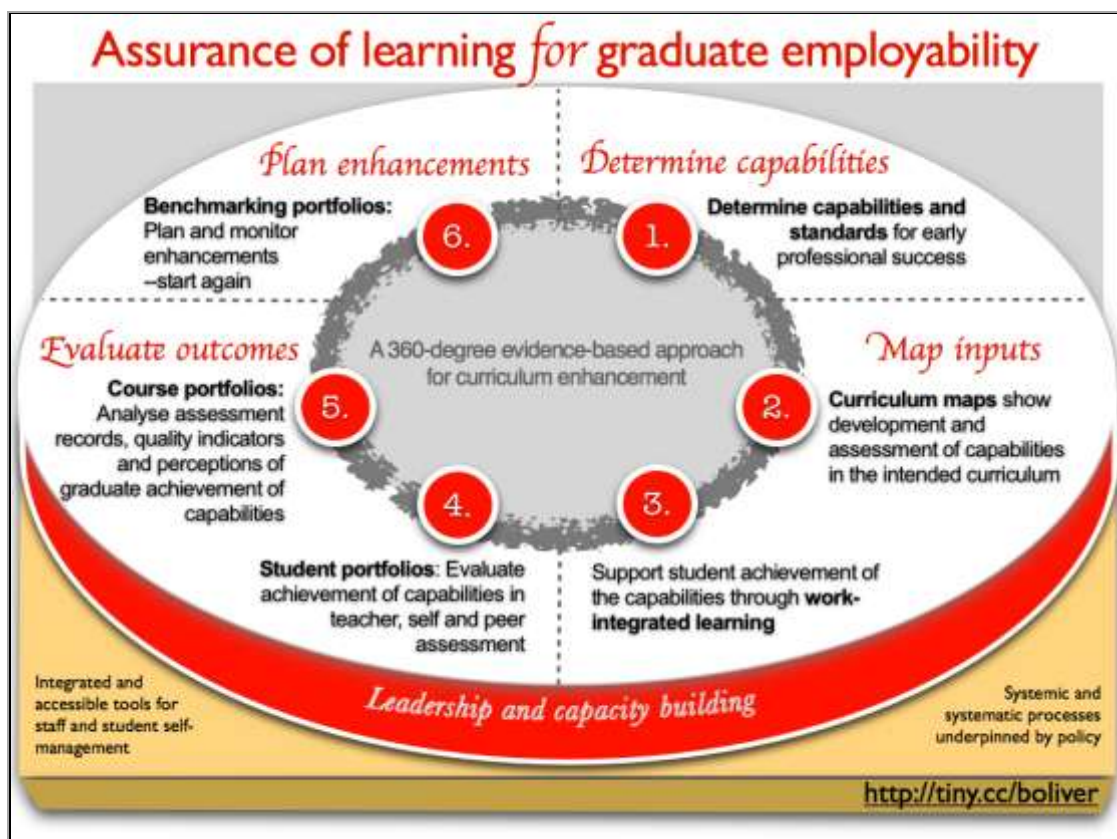 Assurance of learning for graduate employability
Plan enhancements
Determine capabilities
Benchmarking portfolios:
Plan and monitor
enhancements
–start again
6.
1.
Determine capabilities and
standards for early
professional success
A 360-degree evidence-based approach
for curriculum enhancement
Evaluate outcomes
Course portfolios:
Analyse assessment
records, quality indicators
and perceptions of
graduate achievement of
capabilities
5.
2.
Map inputs
Curriculum maps show
development and
assessment of capabilities
in the intended curriculum
4.
3.
Student portfolios: Evaluate
achievement of capabilities in
teacher, self and peer
assessment
Support student achievement of
the capabilities through work-
integrated learning
Leadership and capacity building
Integrated and
accessible tools for
staff and student self-
management
Systemic and
systematic processes
underpinned by policy
http://tiny.cc/boliver